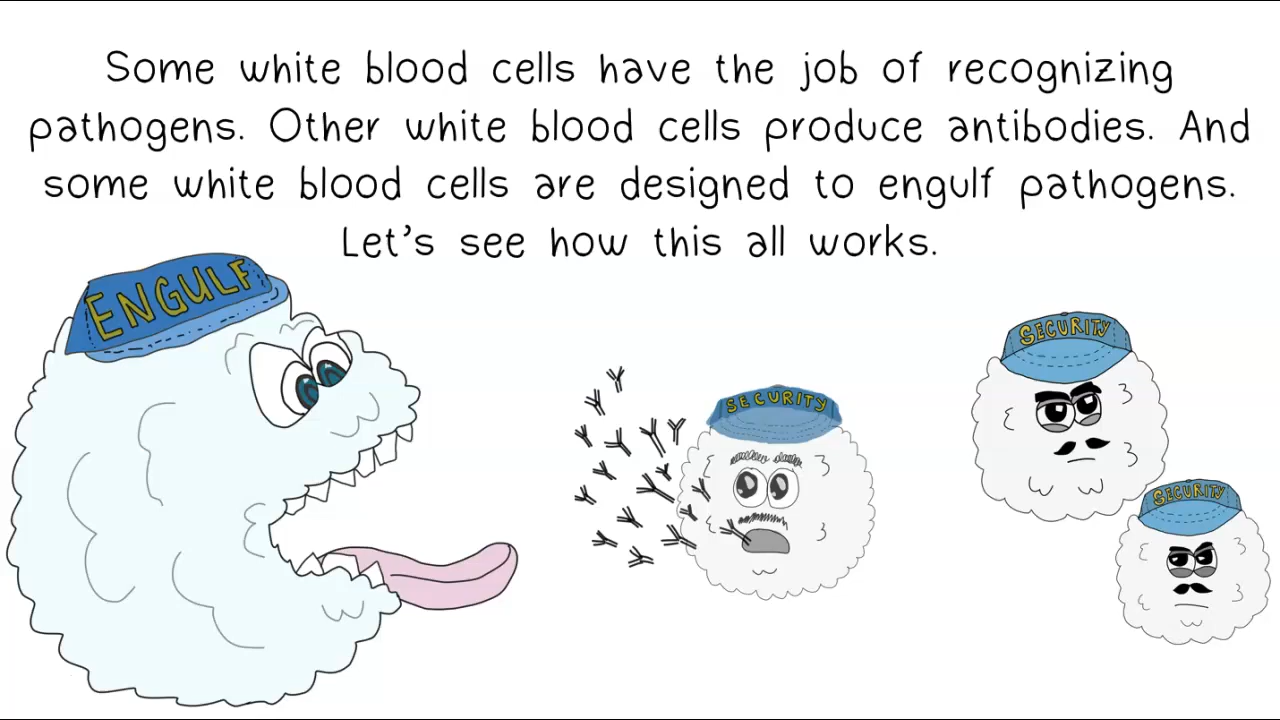 Some white blood cells have the job of recognizing
pathogens. Other white blood cells produce antibodies. And
some white blood cells are designed to engulf pathogens.
Let's see how this all works.
ENGULF
SECURITY
SECURITY
SECURITY